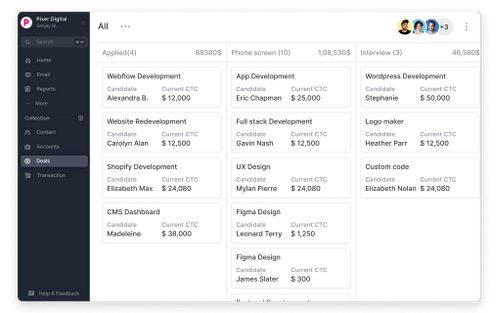 Pixer Digital
Sanjay M.
All
+3
Search
Home
Email
Reports
More
Collection
Contact
Accounts
Deals
Transaction
Help & Feedback
Applied(4) 88580$
Webflow Development
Candidate Current CTC
Alexandra B. $ 12,000
Website Redevelopment
Candidate Current CTC
Carolyn Alan $ 12,500
Shopify Development
Candidate Current CTC
Elizabeth Max $ 24,080
CMS Dashboard
Candidate Current CTC
Madeleine $ 38,000
Phone screen (10) 1,08,530$
App Development
Candidate Current CTC
Eric Chapman $ 25,000
Full stack Development
Candidate Current CTC
Gavin Nash $ 12,500
UX Design
Candidate Current CTC
Mylan Pierre $ 24,080
Figma Design
Candidate Current CTC
Leonard Terry $ 1,250
Figma Design
Candidate Current CTC
James Slater $ 300
Interview (3) 46,580$
Wordpress Development
Candidate Current CTC
Stephanie $ 50,000
Logo maker
Candidate Current CTC
Heather Parr $ 12,500
Custom code
Candidate Current CTC
Elizabeth Nolan $ 24,080